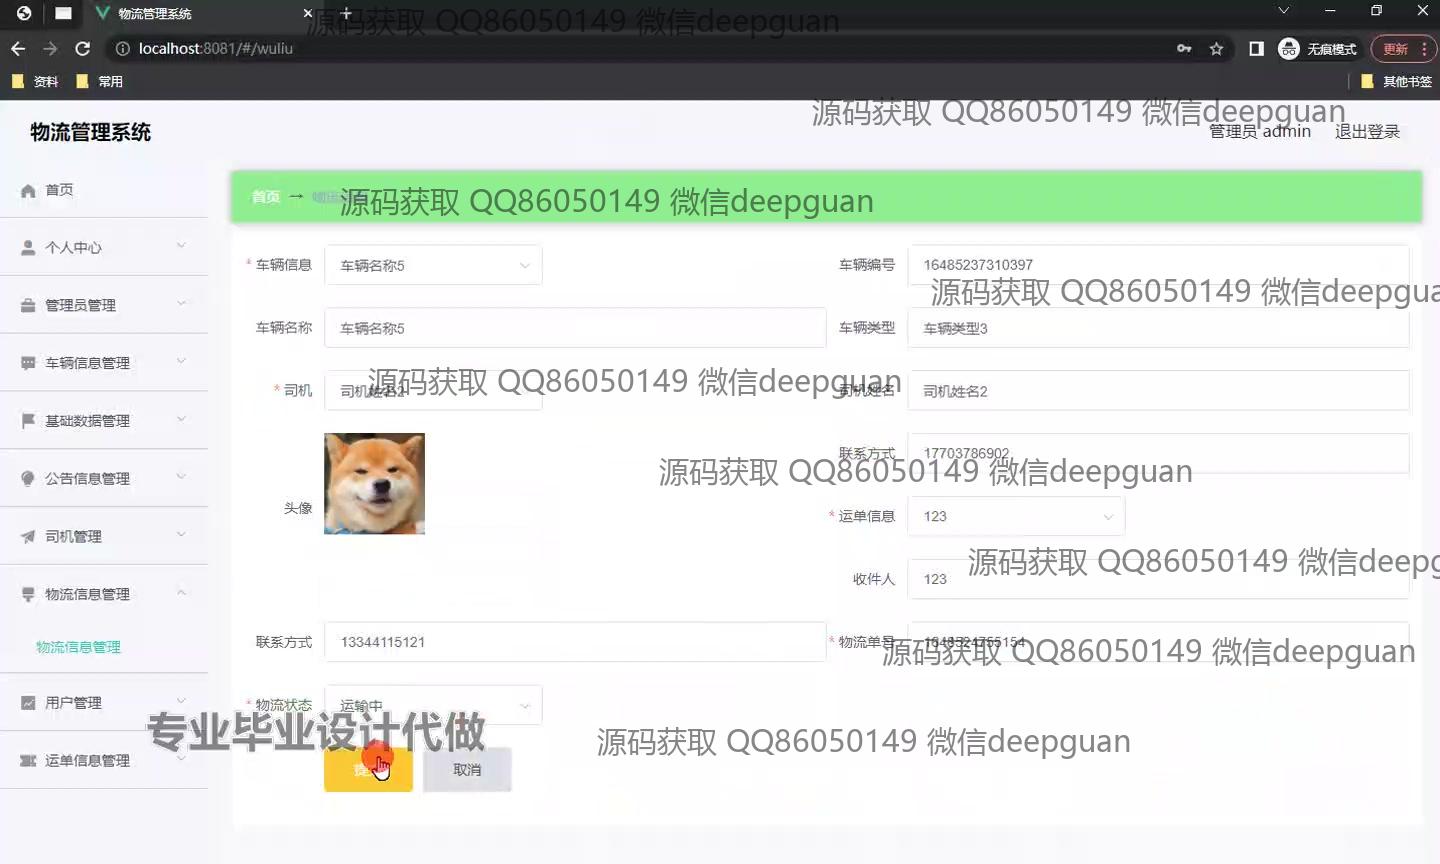 物流管理系统
源码获取 QQ86050149 微信deepguan
localhost:8081/#/wuliu
无痕模式
更新
资料
常用
其他书签
源码获取 QQ86050149 微信deepguan
物流管理系统
管理员 admin
退出登录
首页
首页 →
源码获取 QQ86050149 微信deepguan
个人中心
* 车辆信息
车辆名称5
车辆编号
16485237310397
管理员管理
源码获取 QQ86050149 微信deepgua
车辆名称
车辆名称5
车辆类型
车辆类型3
车辆信息管理
* 司机
司机姓名2
源码获取 QQ86050149 微信deepguan
司机姓名
司机姓名2
基础数据管理
联系方式
17703786902
公告信息管理
源码获取 QQ86050149 微信deepguan
头像
* 运单信息
123
司机管理
源码获取 QQ86050149 微信deepg
收件人
123
物流信息管理
物流信息管理
联系方式
13344115121
* 物流单号
1648524755154
源码获取 QQ86050149 微信deepguan
用户管理
* 物流状态
运输中
专业毕业设计代做
源码获取 QQ86050149 微信deepguan
运单信息管理
取消